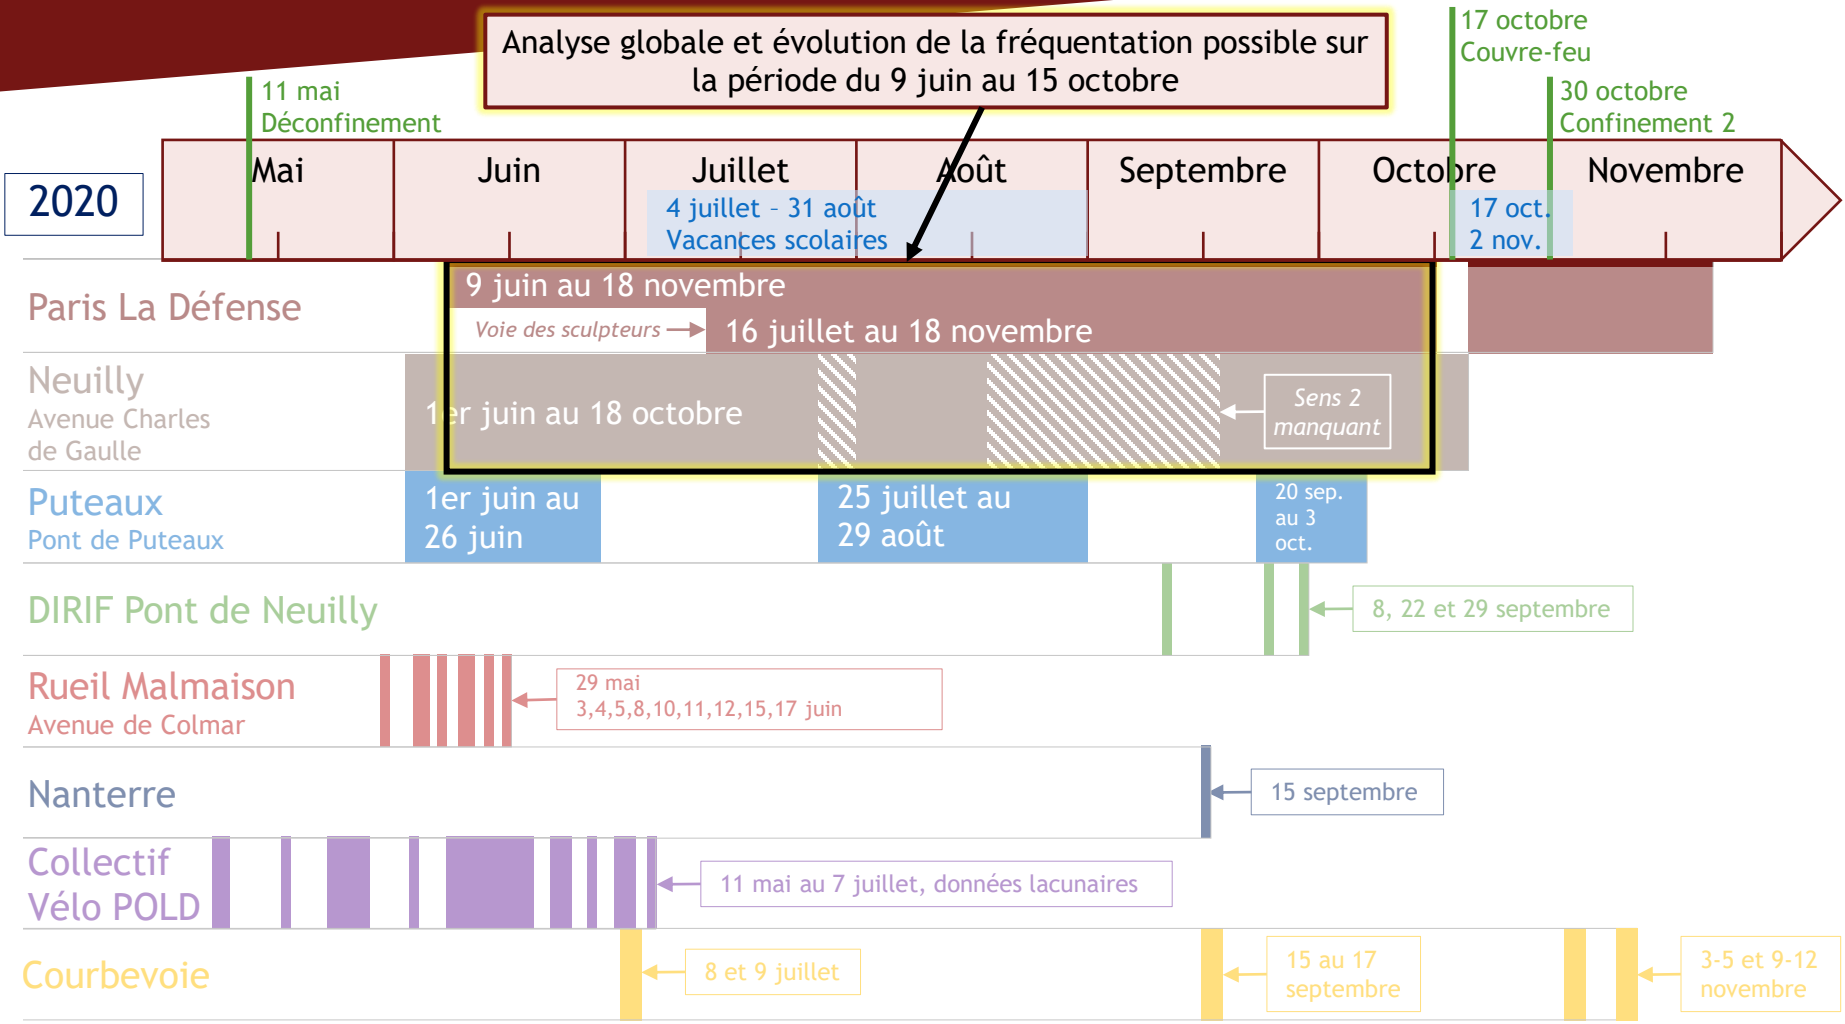 Analyse globale et évolution de la fréquentation possible sur
la période du 9 juin au 15 octobre
17 octobre
Couvre-feu
11 mai
Déconfinement
30 octobre
Confinement 2
2020
Mai
Juin
Juillet
Août
Septembre
Octobre
Novembre
4 juillet – 31 août
Vacances scolaires
17 oct.
2 nov.
Paris La Défense
9 juin au 18 novembre
Voie des sculpteurs
16 juillet au 18 novembre
Neuilly
Avenue Charles
de Gaulle
1er juin au 18 octobre
Sens 2
manquant
Puteaux
Pont de Puteaux
1er juin au
26 juin
25 juillet au
29 août
20 sep.
au 3
oct.
DIRIF Pont de Neuilly
8, 22 et 29 septembre
Rueil Malmaison
Avenue de Colmar
29 mai
3,4,5,8,10,11,12,15,17 juin
Nanterre
15 septembre
Collectif
Vélo POLD
11 mai au 7 juillet, données lacunaires
Courbevoie
8 et 9 juillet
15 au 17
septembre
3-5 et 9-12
novembre